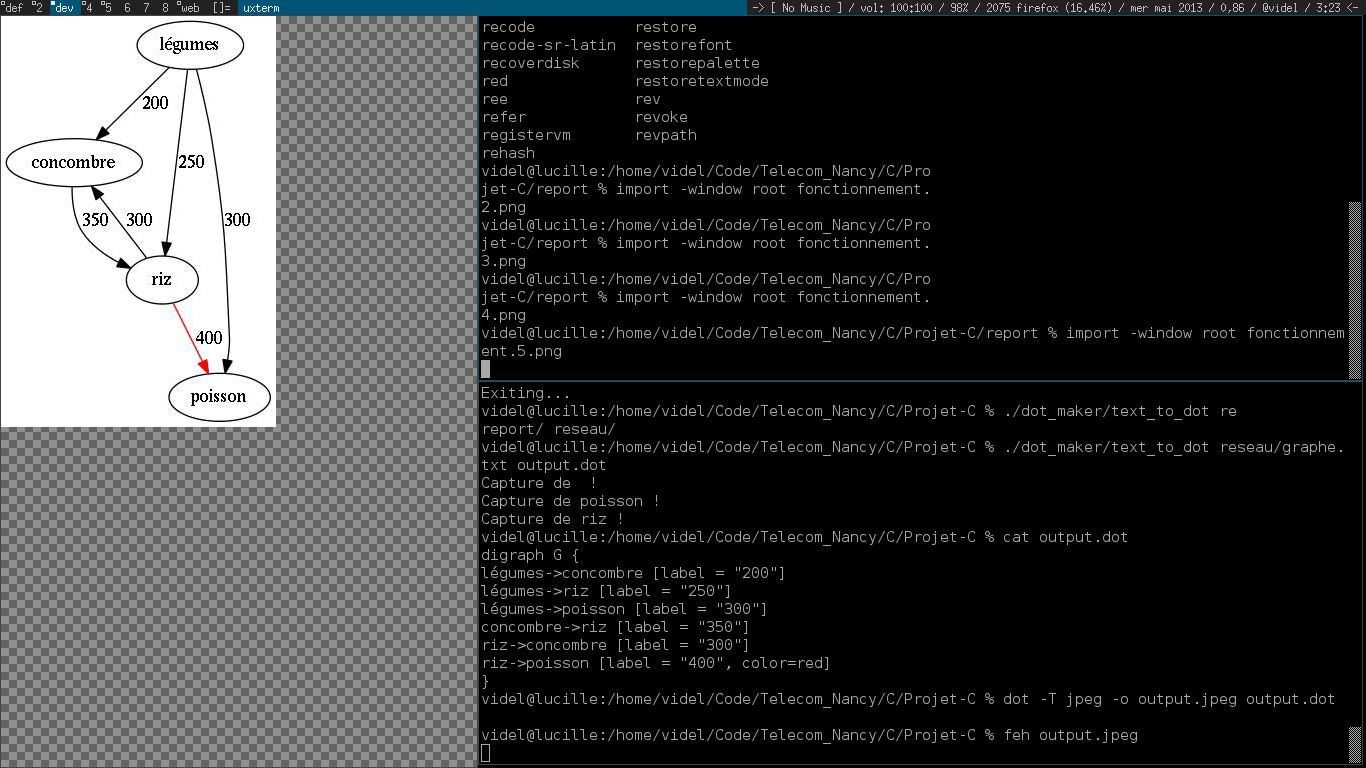 def 2 dev 4 5 6 7 8 web []= uxterm -> [ No Music ] / vol: 100:100 / 98% / 2075 firefox (16.46%) / mer mai 2013 / 0,86 / @videl / 3:23 <-
légumes
200
concombre
250
350 300 300
riz
400
poisson
recode restore
recode-sr-latin restorefont
recoverdisk restorepalette
red restoretextmode
ree rev
refer revoke
registervm revpath
rehash
videl@lucille:/home/videl/Code/Telecom_Nancy/C/Pro
jet-C/report % import -window root fonctionnement.
2.png
videl@lucille:/home/videl/Code/Telecom_Nancy/C/Pro
jet-C/report % import -window root fonctionnement.
3.png
videl@lucille:/home/videl/Code/Telecom_Nancy/C/Pro
jet-C/report % import -window root fonctionnement.
4.png
videl@lucille:/home/videl/Code/Telecom_Nancy/C/Projet-C/report % import -window root fonctionnem
ent.5.png
Exiting...
videl@lucille:/home/videl/Code/Telecom_Nancy/C/Projet-C % ./dot_maker/text_to_dot re
report/ reseau/
videl@lucille:/home/videl/Code/Telecom_Nancy/C/Projet-C % ./dot_maker/text_to_dot reseau/graphe.
txt output.dot
Capture de  !
Capture de poisson !
Capture de riz !
videl@lucille:/home/videl/Code/Telecom_Nancy/C/Projet-C % cat output.dot
digraph G {
légumes->concombre [label = "200"]
légumes->riz [label = "250"]
légumes->poisson [label = "300"]
concombre->riz [label = "350"]
riz->concombre [label = "300"]
riz->poisson [label = "400", color=red]
}
videl@lucille:/home/videl/Code/Telecom_Nancy/C/Projet-C % dot -T jpeg -o output.jpeg output.dot
videl@lucille:/home/videl/Code/Telecom_Nancy/C/Projet-C % feh output.jpeg